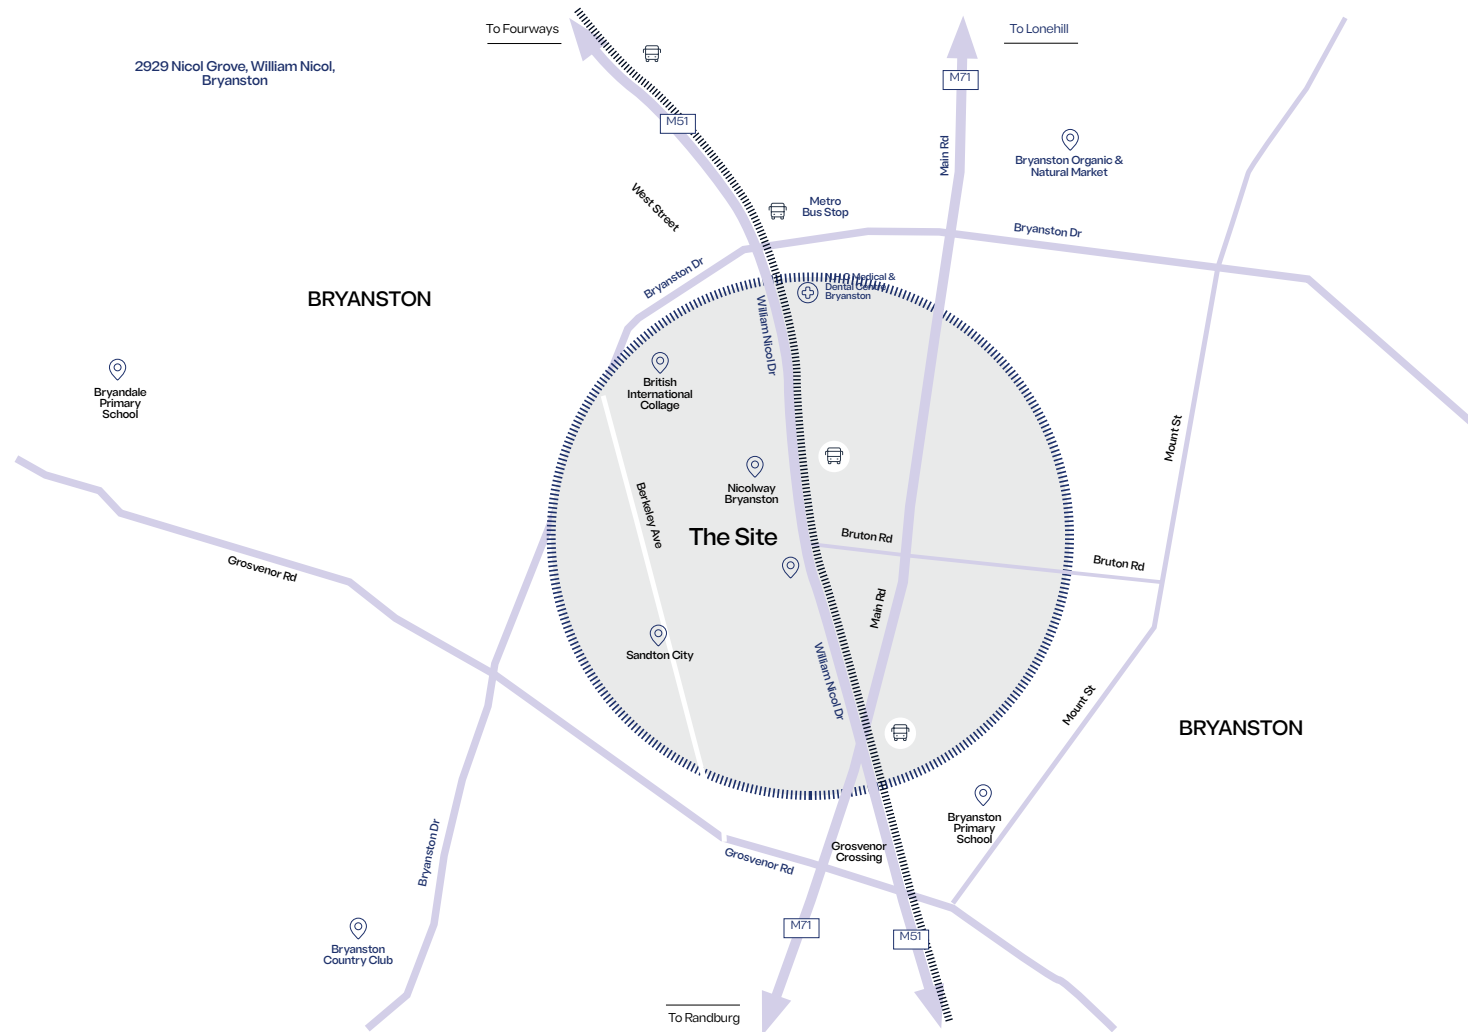 To Fourways
To Lonehill
2929 Nicol Grove, William Nicol,
Bryanston
M71
M51
Main Rd
Bryanston Organic &
Natural Market
West Street
Metro
Bus Stop
Bryanston Dr
Bryanston Dr
N.H.C Medical &
Dental Centre
Bryanston
BRYANSTON
William Nicol Dr
Bryandale
Primary
School
British
International
Collage
Mount St
Nicolway
Bryanston
Berkeley Ave
The Site
Bruton Rd
Bruton Rd
Grosvenor Rd
Main Rd
Sandton City
William Nicol Dr
Mount St
BRYANSTON
Bryanston
Primary
School
Grosvenor
Crossing
Grosvenor Rd
Bryanston Dr
M71
M51
Bryanston
Country Club
To Randburg